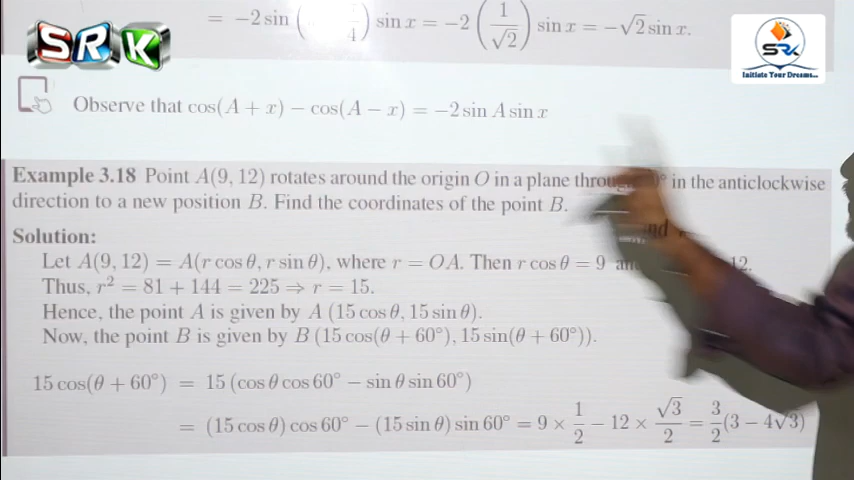 = −2 sin ( 4 ) sin x = −2 ( 1/√2 ) sin x = −√2 sin x.
SRK
SRK
Initiate Your Dreams...
Observe that cos(A + x) − cos(A − x) = −2 sin A sin x
Example 3.18 Point A(9, 12) rotates around the origin O in a plane through 0° in the anticlockwise
direction to a new position B. Find the coordinates of the point B.
Solution:
Let A(9, 12) = A(r cos θ, r sin θ), where r = OA. Then r cos θ = 9 and 12.
Thus, r² = 81 + 144 = 225 ⇒ r = 15.
Hence, the point A is given by A (15 cos θ, 15 sin θ).
Now, the point B is given by B (15 cos(θ + 60°), 15 sin(θ + 60°)).
15 cos(θ + 60°) = 15 (cos θ cos 60° − sin θ sin 60°)
= (15 cos θ) cos 60° − (15 sin θ) sin 60° = 9 × 1/2 − 12 × √3/2 = 3/2 (3 − 4√3)